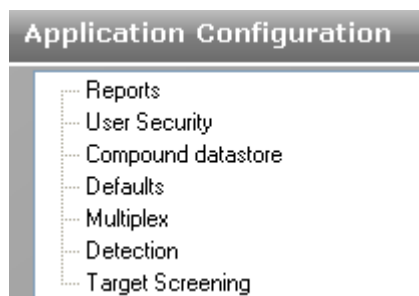 Application Configuration
Reports
User Security
Compound datastore
Defaults
Multiplex
Detection
Target Screening